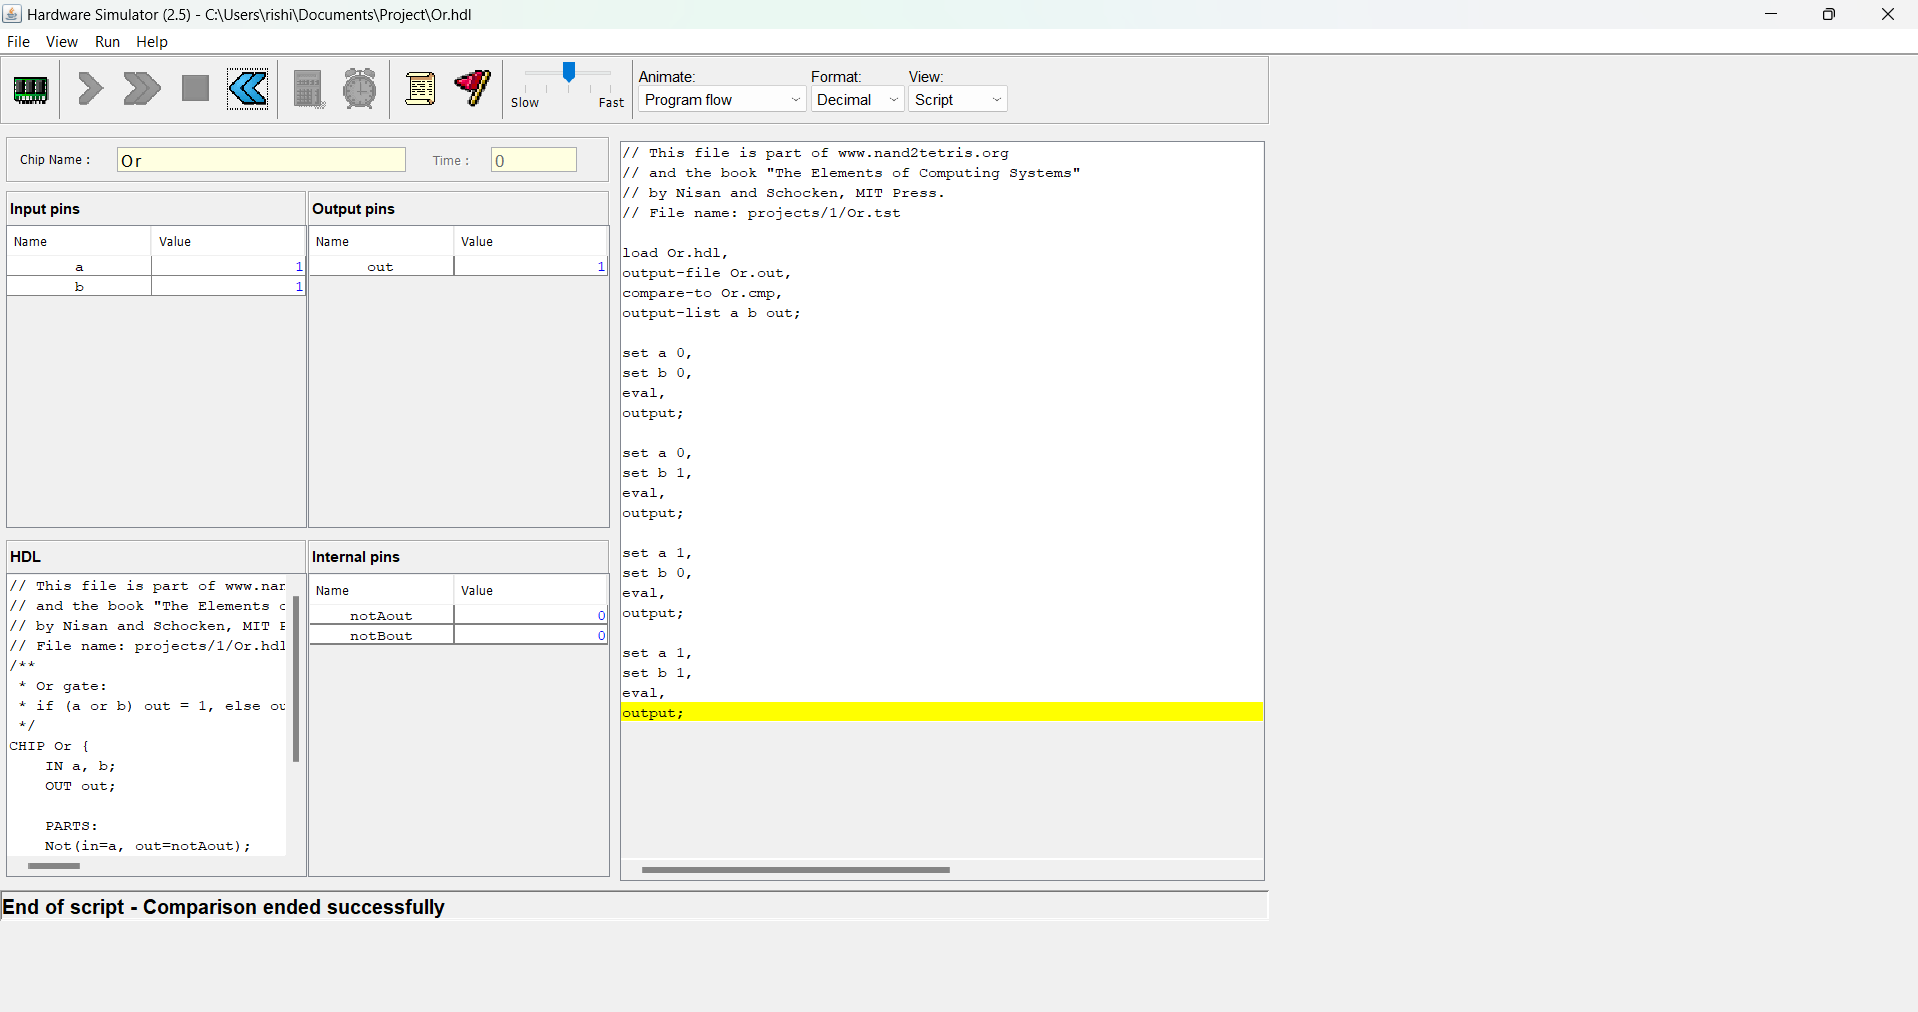 Hardware Simulator (2.5) - C:\Users\rishi\Documents\Project\Or.hdl
File View Run Help
Slow Fast
Animate: Format: View:
Program flow Decimal Script
Chip Name : Or Time : 0
Input pins
Name Value
a 1
b 1
Output pins
Name Value
out 1
HDL
// This file is part of www.nar
// and the book "The Elements
// by Nisan and Schocken, MIT
// File name: projects/1/Or.hdl
/**
* Or gate:
* if (a or b) out = 1, else ou
*/
CHIP Or {
IN a, b;
OUT out;
PARTS:
Not(in=a, out=notAout);
Internal pins
Name Value
notAout 0
notBout 0
// This file is part of www.nand2tetris.org
// and the book "The Elements of Computing Systems"
// by Nisan and Schocken, MIT Press.
// File name: projects/1/Or.tst
load Or.hdl,
output-file Or.out,
compare-to Or.cmp,
output-list a b out;
set a 0,
set b 0,
eval,
output;
set a 0,
set b 1,
eval,
output;
set a 1,
set b 0,
eval,
output;
set a 1,
set b 1,
eval,
output;
End of script - Comparison ended successfully